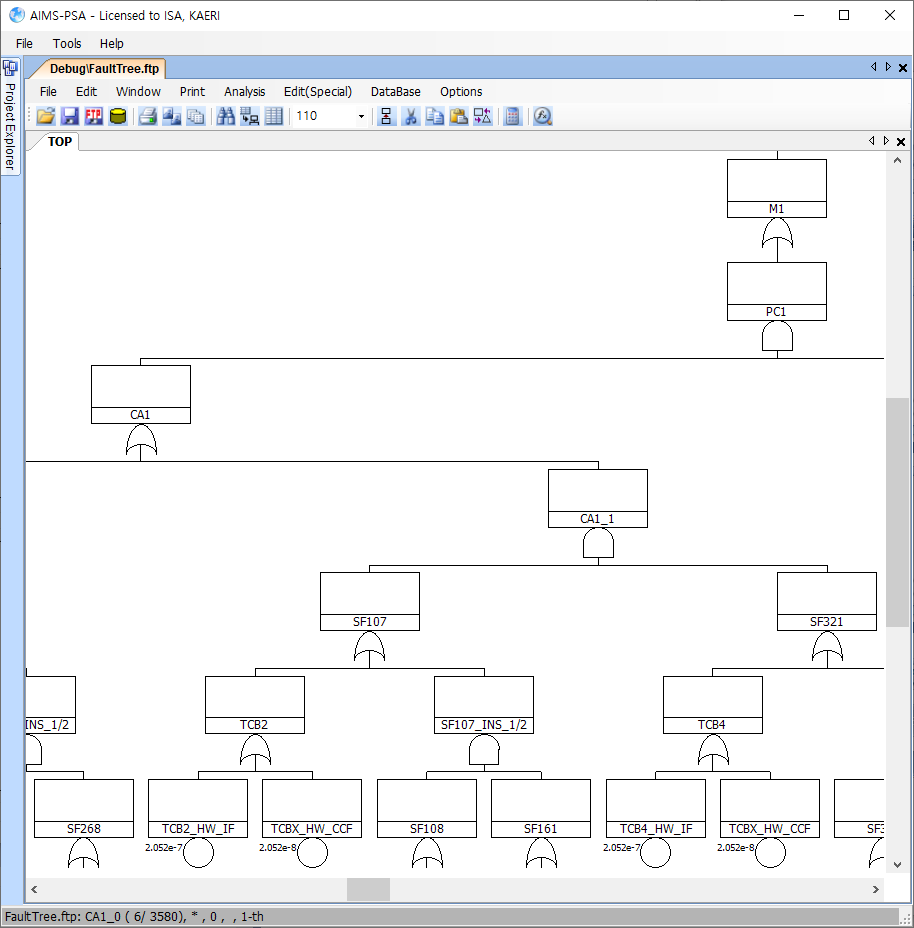 AIMS-PSA - Licensed to ISA, KAERI
File Tools Help
Debug\FaultTree.ftp
Project Explorer
File Edit Window Print Analysis Edit(Special) DataBase Options
FTP 110
TOP
M1
PC1
CA1
CA1_1
SF107 SF321
INS_1/2 TCB2 SF107_INS_1/2 TCB4
SF268 TCB2_HW_IF TCBX_HW_CCF SF108 SF161 TCB4_HW_IF TCBX_HW_CCF
2.052e-7 2.052e-8 2.052e-7 2.052e-8
FaultTree.ftp: CA1_0 ( 6/ 3580), * , 0 , , 1-th